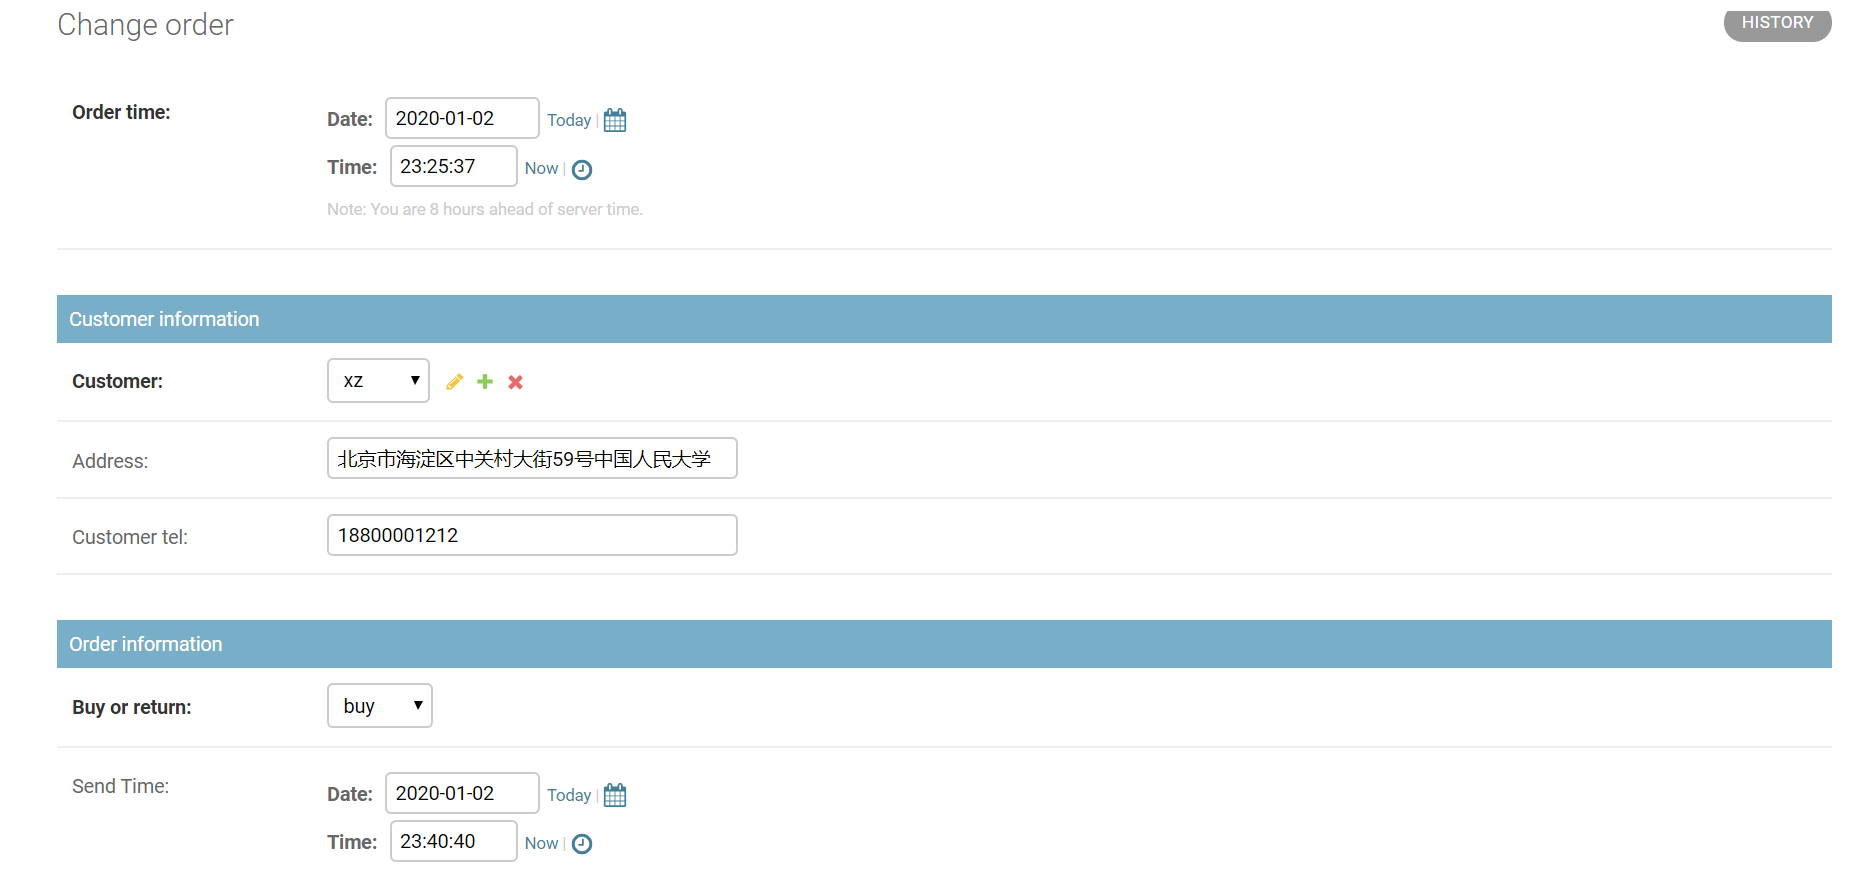 Change order
HISTORY
Order time:
Date: 2020-01-02 Today |
Time: 23:25:37 Now |
Note: You are 8 hours ahead of server time.
Customer information
Customer: xz
Address: 北京市海淀区中关村大街59号中国人民大学
Customer tel: 18800001212
Order information
Buy or return: buy
Send Time:
Date: 2020-01-02 Today |
Time: 23:40:40 Now |